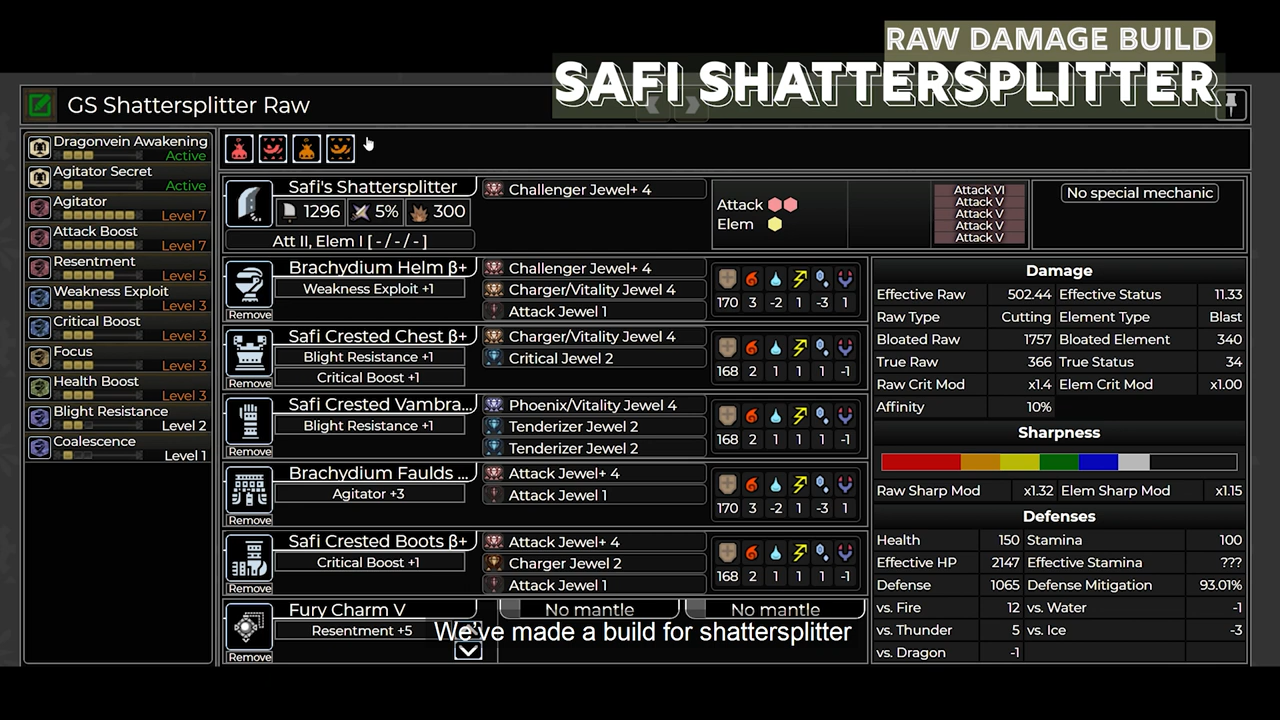 RAW DAMAGE BUILD
SAFI SHATTERSPLITTER
GS Shattersplitter Raw
Dragonvein Awakening
Active
Agitator Secret
Active
Agitator
Level 7
Attack Boost
Level 7
Resentment
Level 5
Weakness Exploit
Level 3
Critical Boost
Level 3
Focus
Level 3
Health Boost
Level 3
Blight Resistance
Level 2
Coalescence
Level 1
Safi's Shattersplitter
1296 5% 300
Att II, Elem I [ - / - / - ]
Challenger Jewel+ 4
Attack
Elem
Attack VI
Attack V
Attack V
Attack V
Attack V
No special mechanic
Brachydium Helm β+
Weakness Exploit +1
Remove
Challenger Jewel+ 4
Charger/Vitality Jewel 4
Attack Jewel 1
170 3 -2 1 -3 1
Safi Crested Chest β+
Blight Resistance +1
Critical Boost +1
Remove
Charger/Vitality Jewel 4
Critical Jewel 2
168 2 1 1 1 -1
Safi Crested Vambra...
Blight Resistance +1
Remove
Phoenix/Vitality Jewel 4
Tenderizer Jewel 2
Tenderizer Jewel 2
168 2 1 1 1 -1
Brachydium Faulds ...
Agitator +3
Remove
Attack Jewel+ 4
Attack Jewel 1
170 3 -2 1 -3 1
Safi Crested Boots β+
Critical Boost +1
Remove
Attack Jewel+ 4
Charger Jewel 2
Attack Jewel 1
168 2 1 1 1 -1
Fury Charm V
Resentment +5
Remove
No mantle
No mantle
Damage
Effective Raw 502.44 Effective Status 11.33
Raw Type Cutting Element Type Blast
Bloated Raw 1757 Bloated Element 340
True Raw 366 True Status 34
Raw Crit Mod x1.4 Elem Crit Mod x1.00
Affinity 10%
Sharpness
Raw Sharp Mod x1.32 Elem Sharp Mod x1.15
Defenses
Health 150 Stamina 100
Effective HP 2147 Effective Stamina ???
Defense 1065 Defense Mitigation 93.01%
vs. Fire 12 vs. Water -1
vs. Thunder 5 vs. Ice -3
vs. Dragon -1
We've made a build for shattersplitter